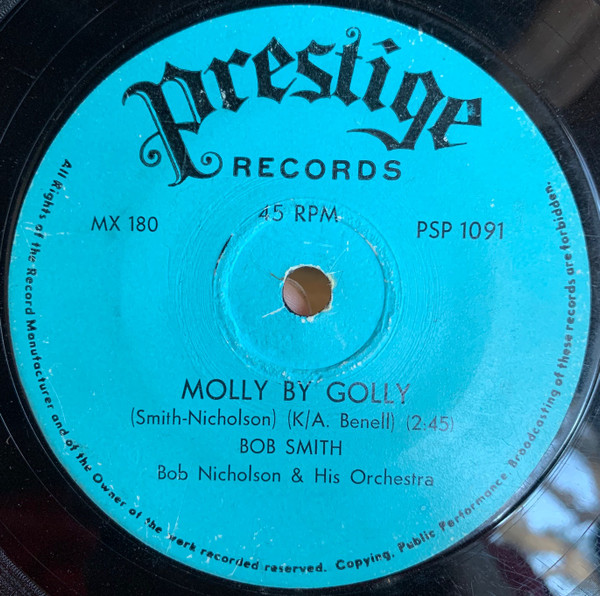 Prestige
RECORDS
45 RPM
MX 180
PSP 1091
MOLLY BY GOLLY
(Smith-Nicholson) (K/A. Benell) (2:45)
BOB SMITH
Bob Nicholson & His Orchestra
All Rights of the Record Manufacturer and of the Owner of the work recorded reserved. Copying, Public Performance Broadcasting of these records are forbidden.